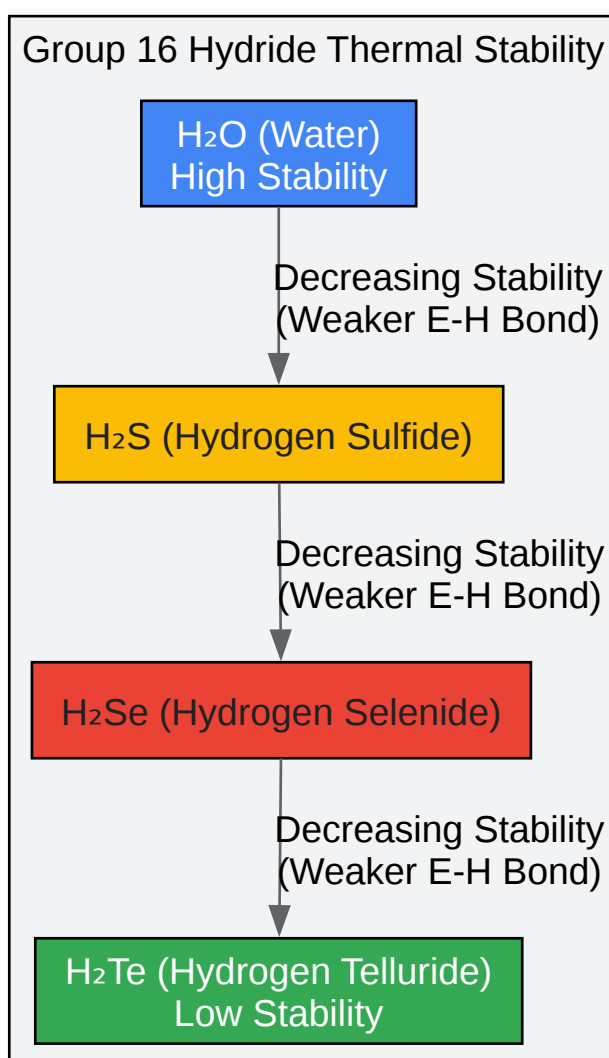 Group 16 Hydride Thermal Stability
H₂O (Water)
High Stability
Decreasing Stability
(Weaker E-H Bond)
H₂S (Hydrogen Sulfide)
Decreasing Stability
(Weaker E-H Bond)
H₂Se (Hydrogen Selenide)
Decreasing Stability
(Weaker E-H Bond)
H₂Te (Hydrogen Telluride)
Low Stability